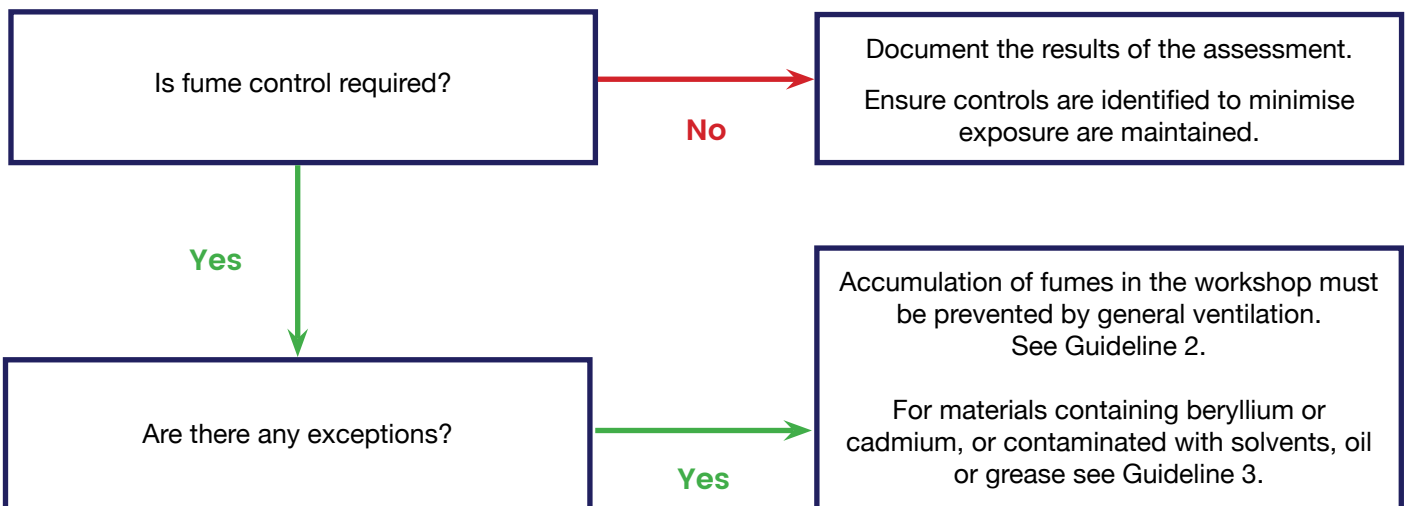 Is fume control required?
No
Document the results of the assessment.
Ensure controls are identified to minimise
exposure are maintained.
Yes
Are there any exceptions?
Yes
Accumulation of fumes in the workshop must
be prevented by general ventilation.
See Guideline 2.
For materials containing beryllium or
cadmium, or contaminated with solvents, oil
or grease see Guideline 3.